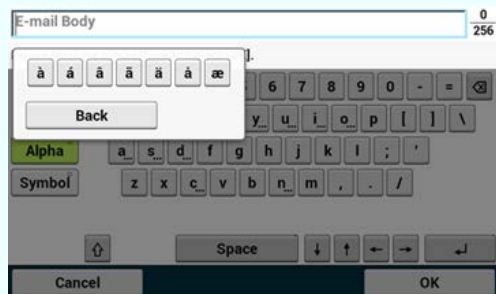 E-mail Body
0
256
].
à á â ã ä å æ
6 7 8 9 0 - = 
Back
y... u... i... o... p [ ] \
Alpha a... s... d... f g h j k l ; '
Symbol z x c... v b n... m , . /
⇧ Space ↓ ↑ ← → ↵
Cancel OK